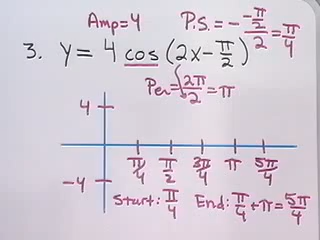 Amp=4 P.S.= - (-π/2)/2 = π/4
3. y = 4 cos(2x - π/2)
Per=2π/2=π
4
π/4 π/2 3π/4 π 5π/4
-4
Start: π/4 End: π/4+π=5π/4